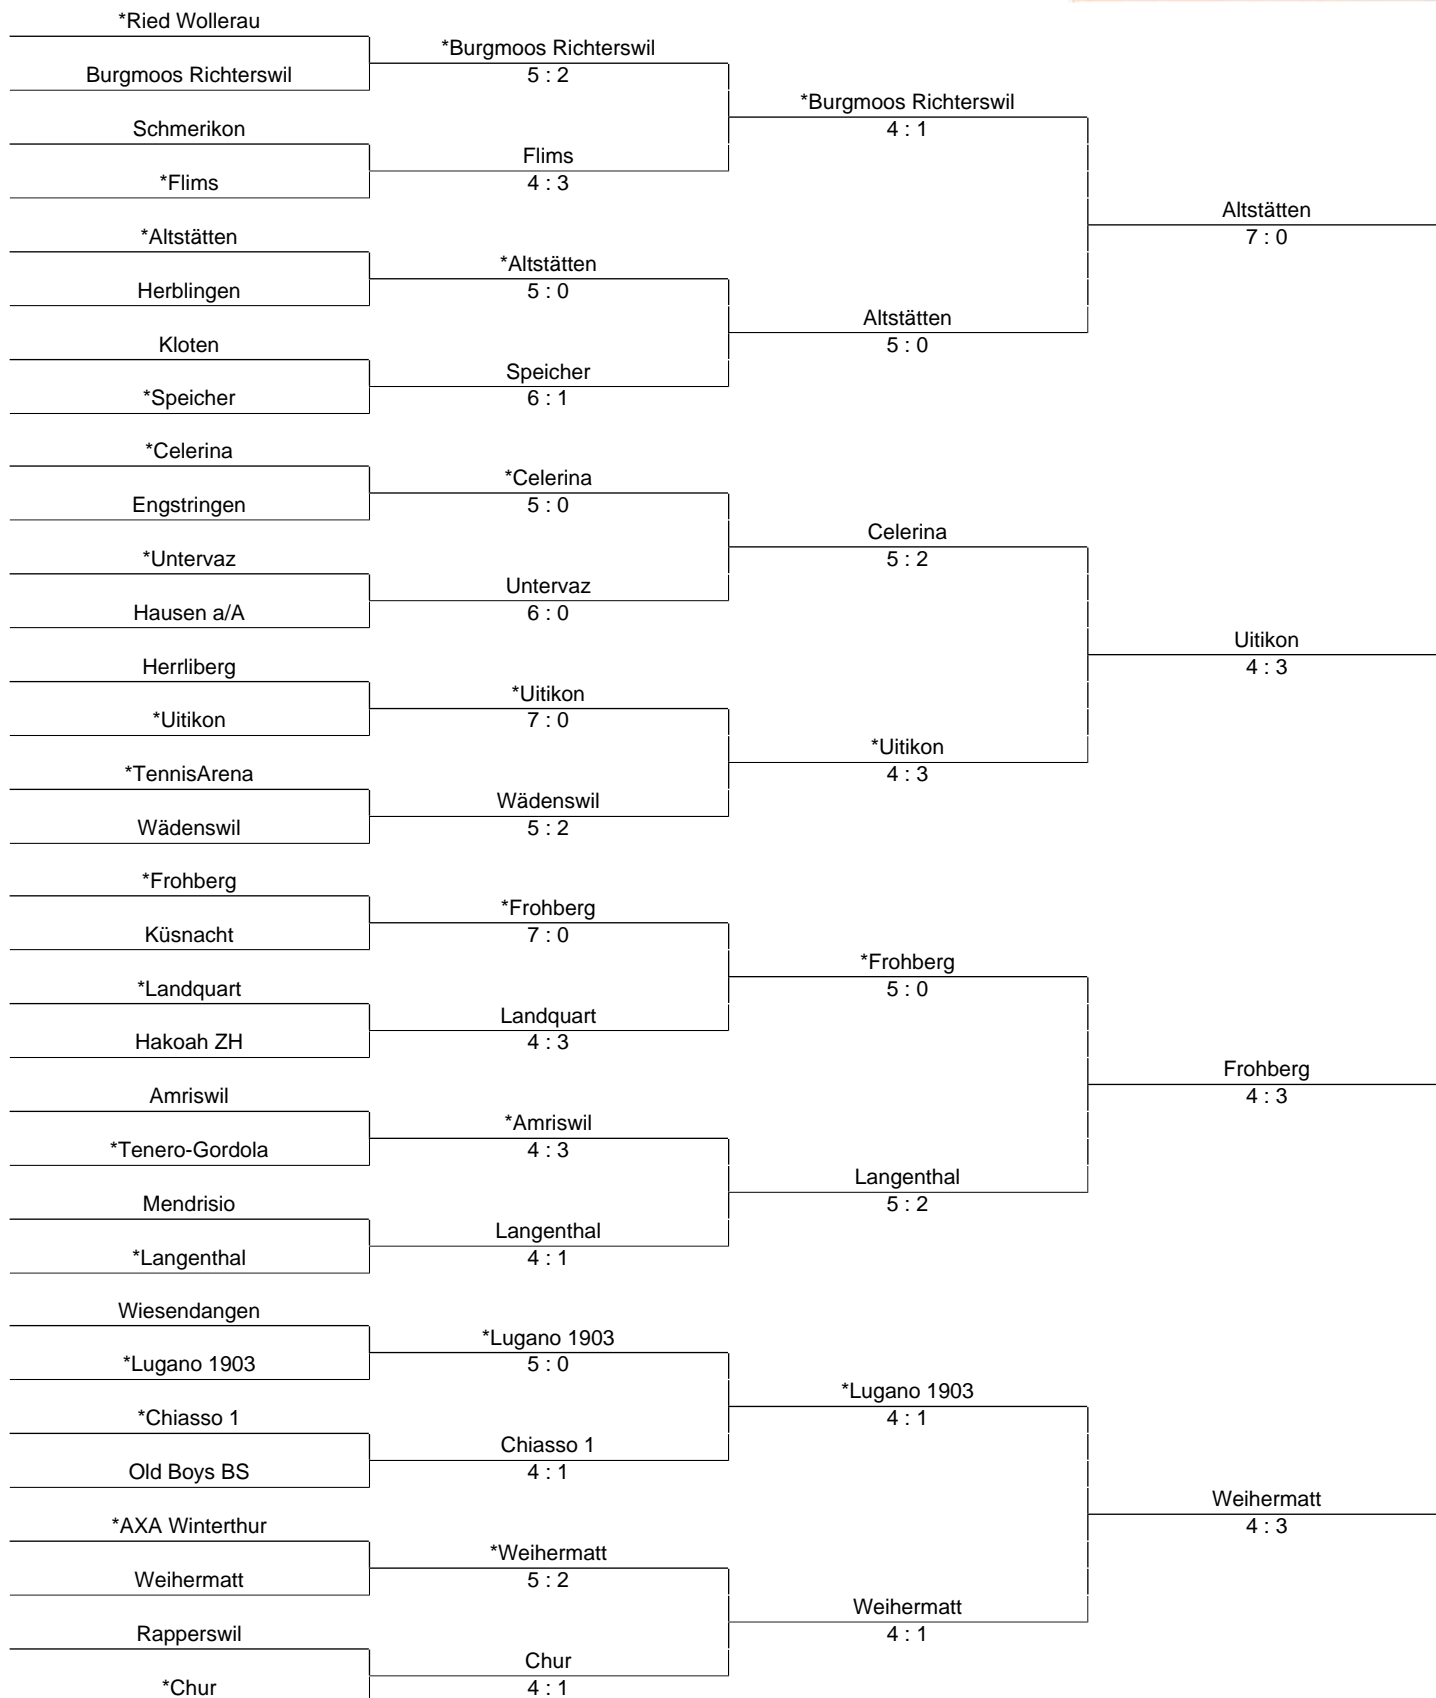 *Ried Wollerau
Burgmoos Richterswil
Schmerikon
*Flims
*Altstätten
Herblingen
Kloten
*Speicher
*Celerina
Engstringen
*Untervaz
Hausen a/A
Herrliberg
*Uitikon
*TennisArena
Wädenswil
*Frohberg
Küsnacht
*Landquart
Hakoah ZH
Amriswil
*Tenero-Gordola
Mendrisio
*Langenthal
Wiesendangen
*Lugano 1903
*Chiasso 1
Old Boys BS
*AXA Winterthur
Weihermatt
Rapperswil
*Chur
*Burgmoos Richterswil
5 : 2
Flims
4 : 3
*Altstätten
5 : 0
Speicher
6 : 1
*Celerina
5 : 0
Untervaz
6 : 0
*Uitikon
7 : 0
Wädenswil
5 : 2
*Frohberg
7 : 0
Landquart
4 : 3
*Amriswil
4 : 3
Langenthal
4 : 1
*Lugano 1903
5 : 0
Chiasso 1
4 : 1
*Weihermatt
5 : 2
Chur
4 : 1
*Burgmoos Richterswil
4 : 1
Altstätten
5 : 0
Celerina
5 : 2
*Uitikon
4 : 3
*Frohberg
5 : 0
Langenthal
5 : 2
*Lugano 1903
4 : 1
Weihermatt
4 : 1
Altstätten
7 : 0
Uitikon
4 : 3
Frohberg
4 : 3
Weihermatt
4 : 3